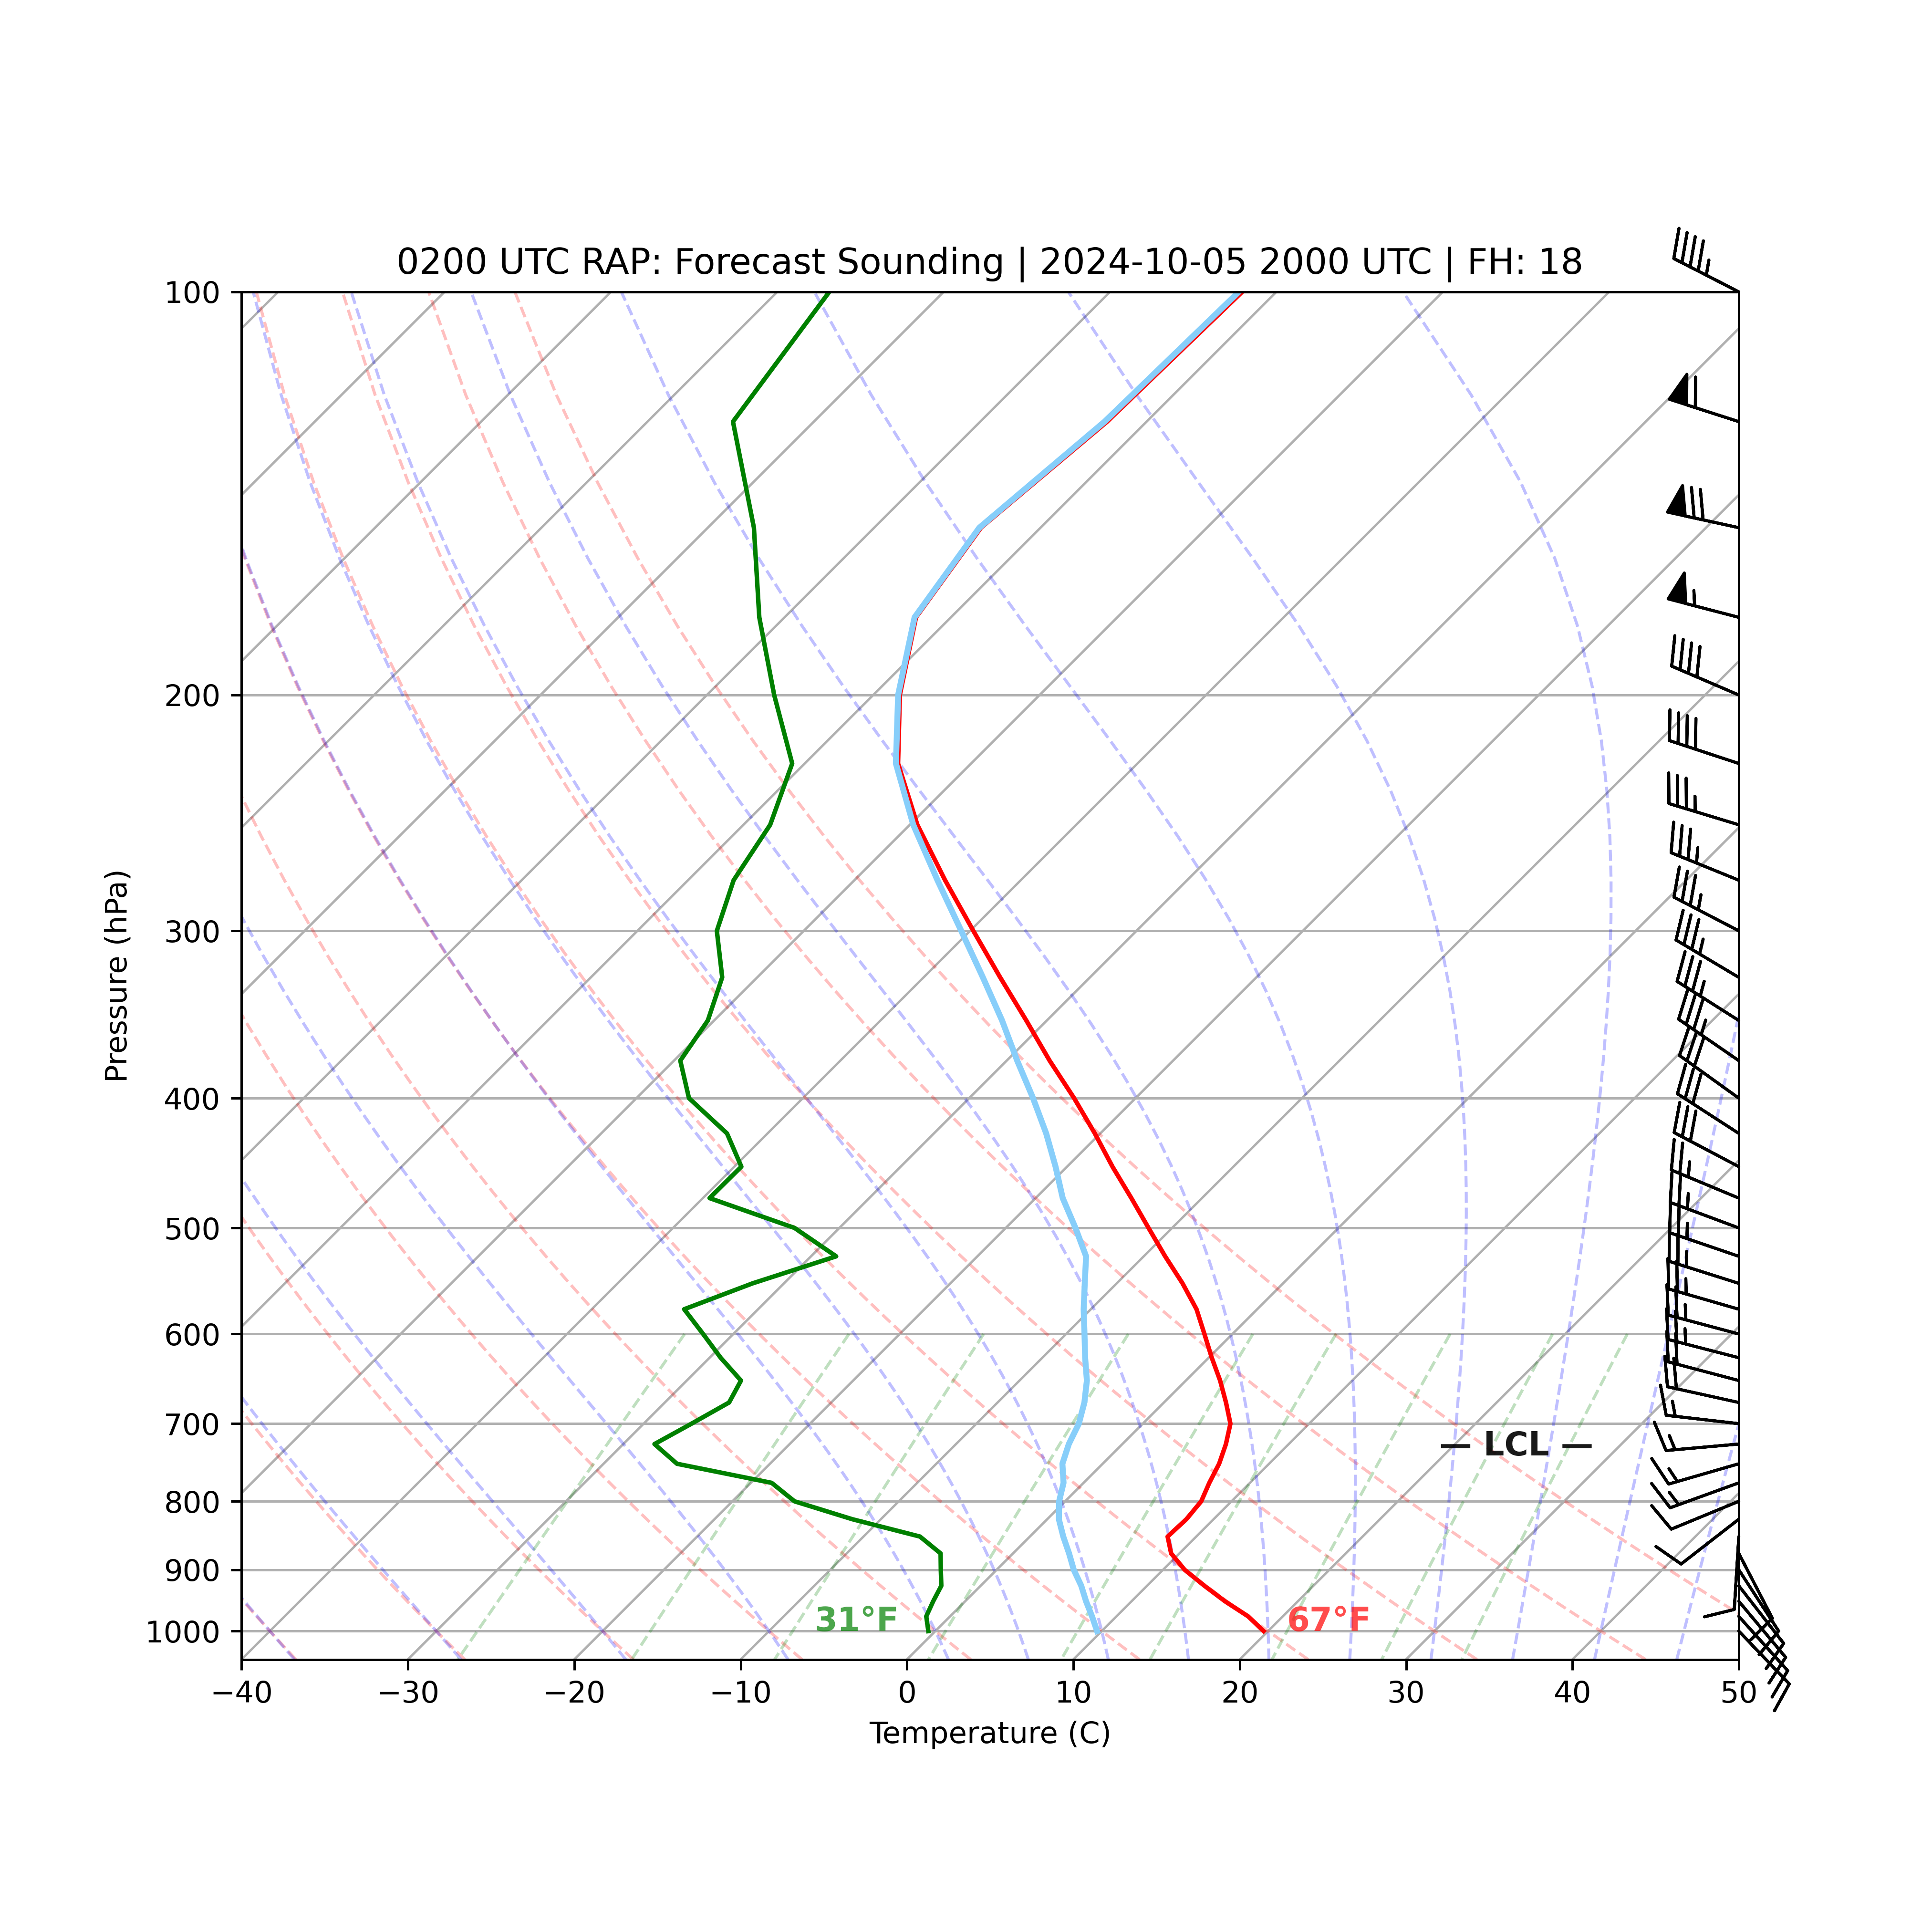 0200 UTC RAP: Forecast Sounding | 2024-10-05 2000 UTC | FH: 18
100
200
300
400
500
600
700
800
900
1000
Pressure (hPa)
— LCL —
31°F
67°F
−40 −30 −20 −10 0 10 20 30 40 50
Temperature (C)